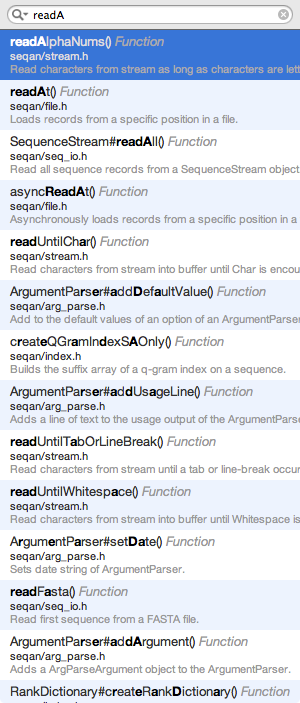 readA
readAlphaNums() Function
seqan/stream.h
Read characters from stream as long as characters are lett
readAt() Function
seqan/file.h
Loads records from a specific position in a file.
SequenceStream#readAll() Function
seqan/seq_io.h
Read all sequence records from a SequenceStream object
asyncReadAt() Function
seqan/file.h
Asynchronously loads records from a specific position in a
readUntilChar() Function
seqan/stream.h
Read characters from stream into buffer until Char is encou
ArgumentParser#addDefaultValue() Function
seqan/arg_parse.h
Add to the default values of an option of an ArgumentParser
createQGramIndexSAOnly() Function
seqan/index.h
Builds the suffix array of a q-gram index on a sequence.
ArgumentParser#addUsageLine() Function
seqan/arg_parse.h
Adds a line of text to the usage output of the ArgumentParse
readUntilTabOrLineBreak() Function
seqan/stream.h
Read characters from stream until a tab or line-break occur
readUntilWhitespace() Function
seqan/stream.h
Read characters from stream into buffer until Whitespace is
ArgumentParser#setDate() Function
seqan/arg_parse.h
Sets date string of ArgumentParser.
readFasta() Function
seqan/seq_io.h
Read first sequence from a FASTA file.
ArgumentParser#addArgument() Function
seqan/arg_parse.h
Adds a ArgParseArgument object to the ArgumentParser.
RankDictionary#createRankDictionary() Function